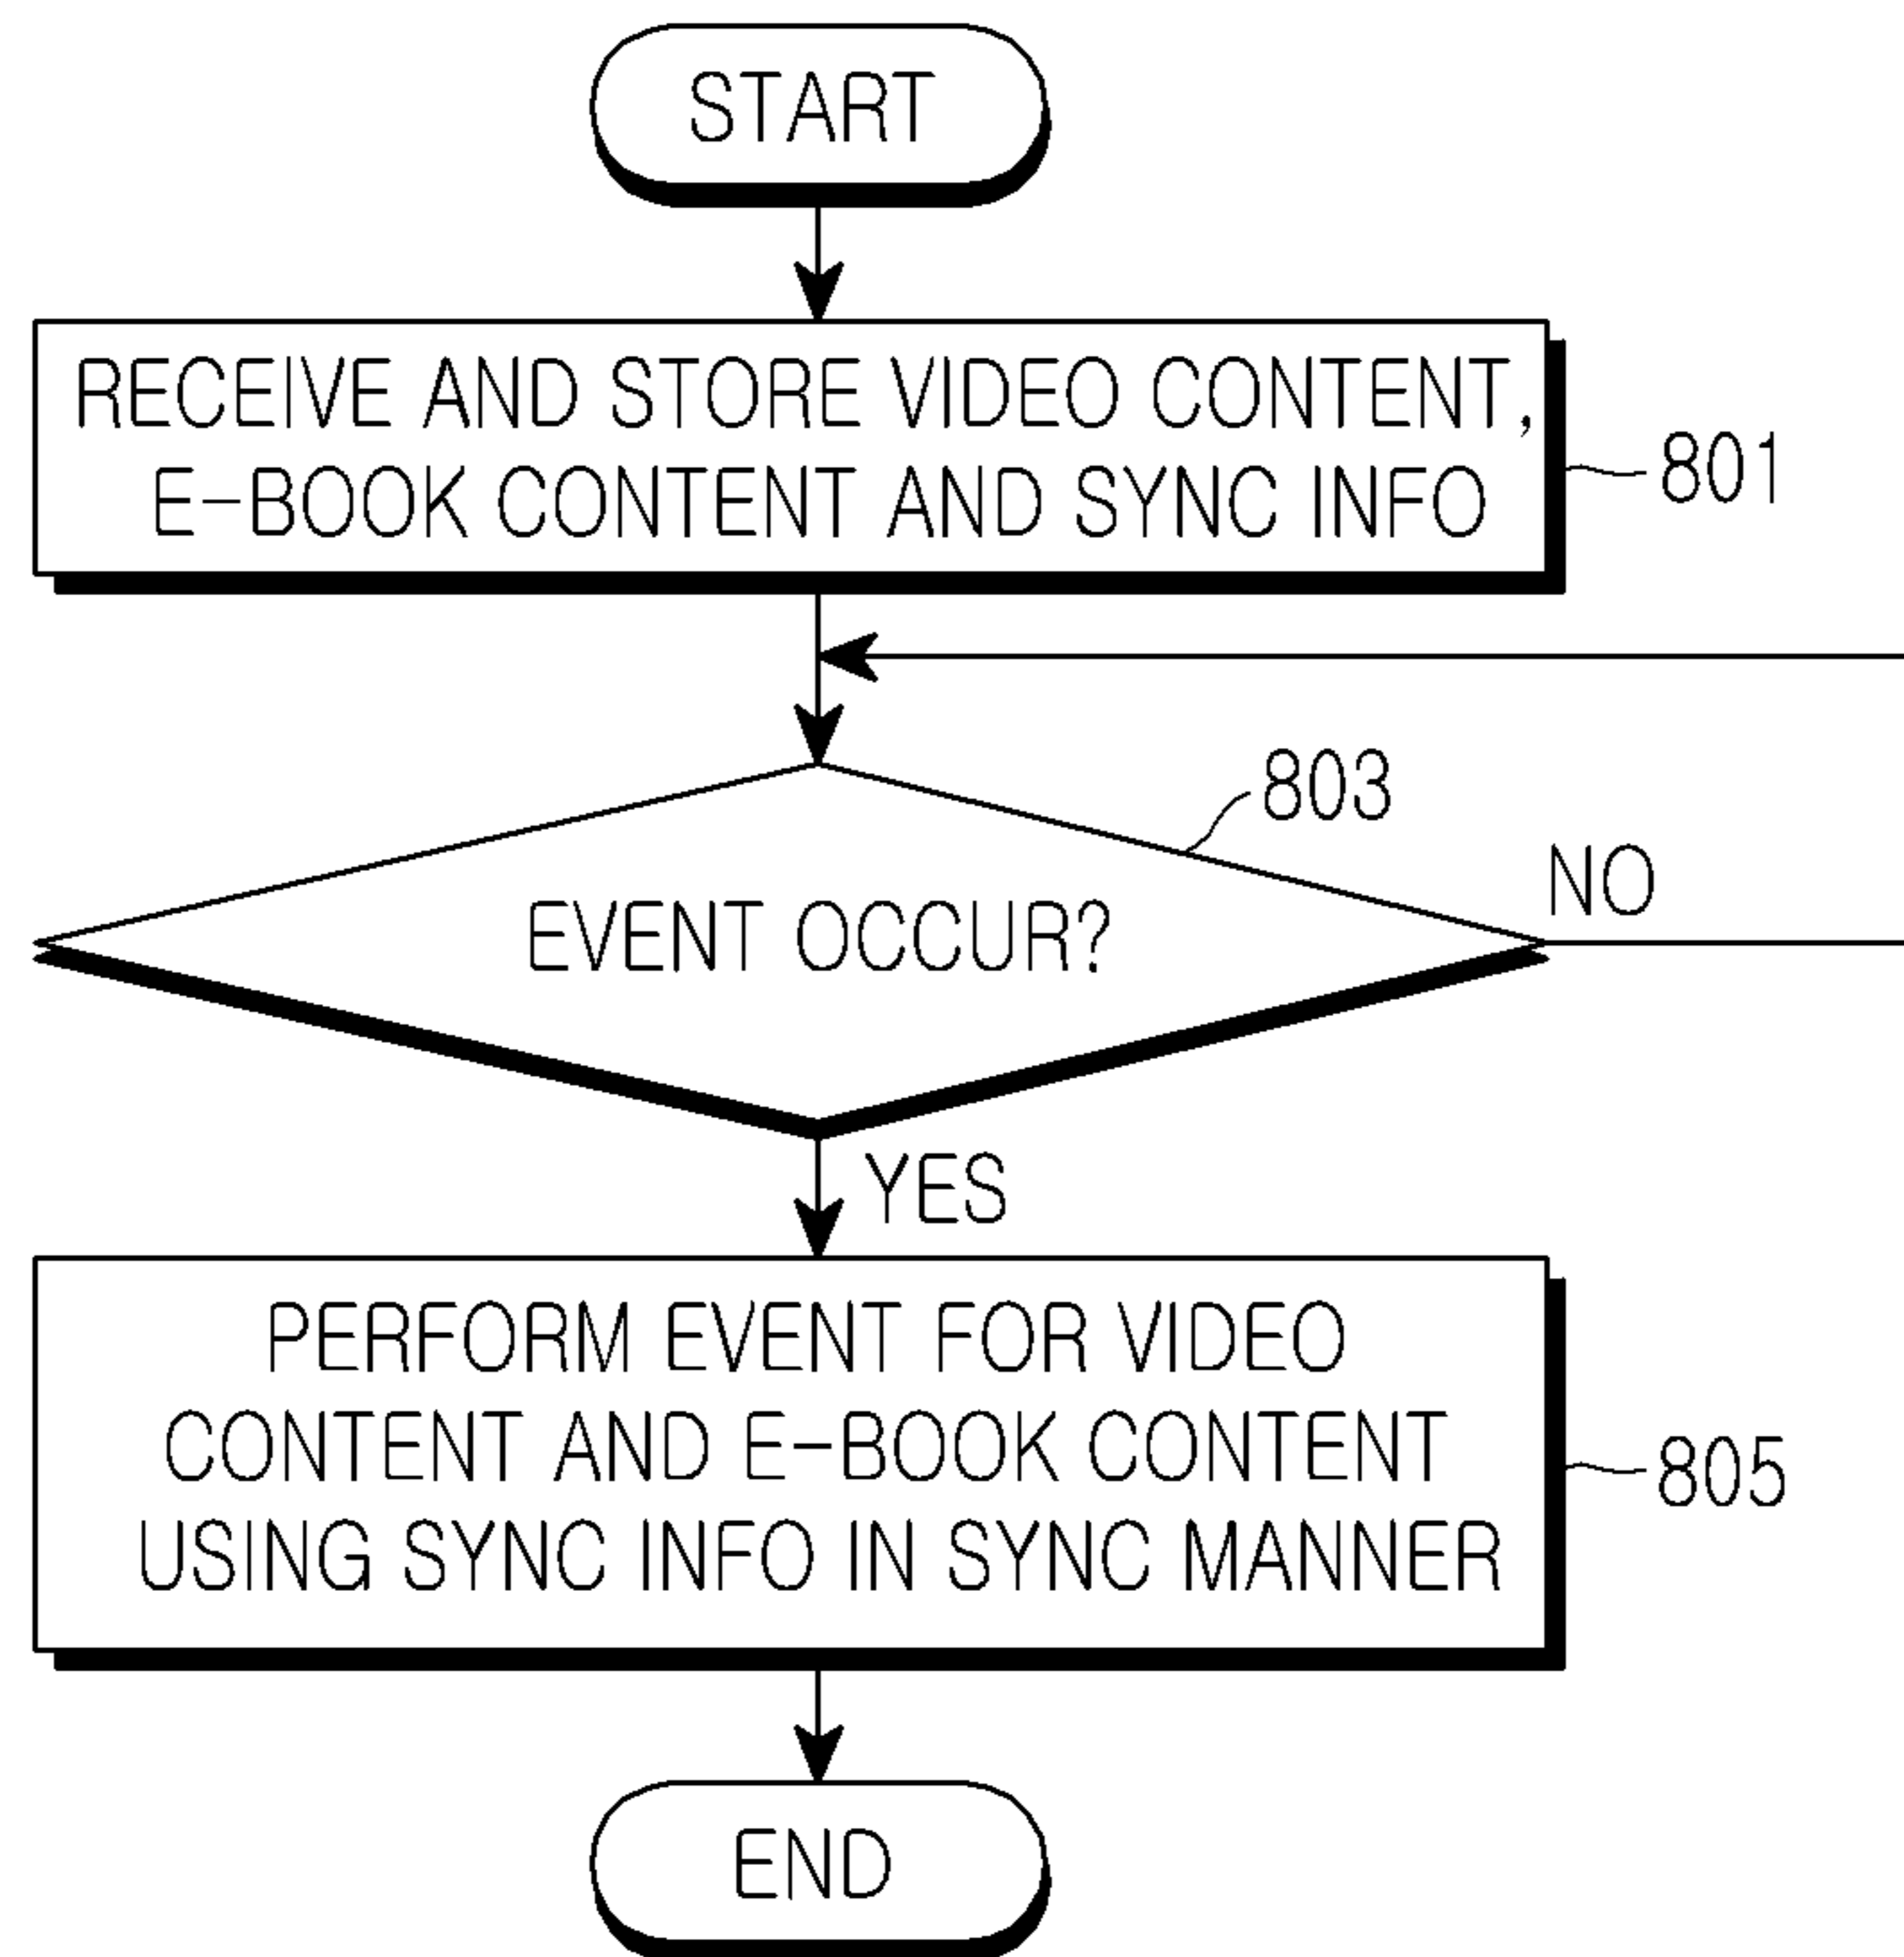 START
RECEIVE AND STORE VIDEO CONTENT,
E-BOOK CONTENT AND SYNC INFO
801
803
NO
EVENT OCCUR?
YES
PERFORM EVENT FOR VIDEO
CONTENT AND E-BOOK CONTENT
USING SYNC INFO IN SYNC MANNER
805
END